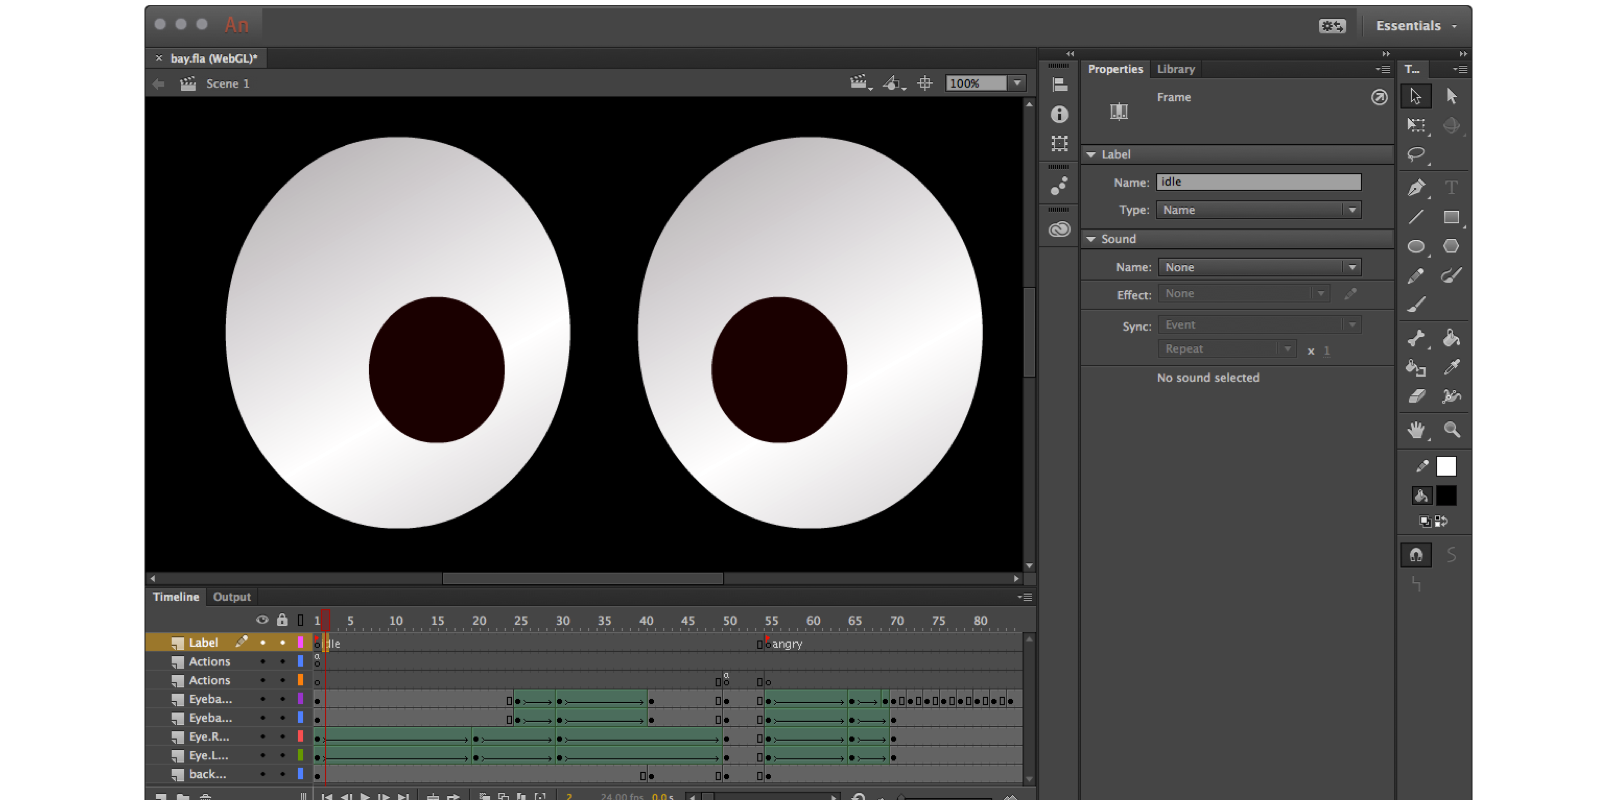 An
Essentials
× bay.fla (WebGL)*
Scene 1
100%
Properties Library
T...
Frame
Label
Name: idle
Type: Name
Sound
Name: None
Effect: None
Sync: Event
Repeat x 1
No sound selected
Timeline Output
1 5 10 15 20 25 30 35 40 45 50 55 60 65 70 75 80
Label idle angry
Actions
Actions
Eyeba...
Eyeba...
Eye.R...
Eye.L...
back...
2 24.00 fps 0.0 s